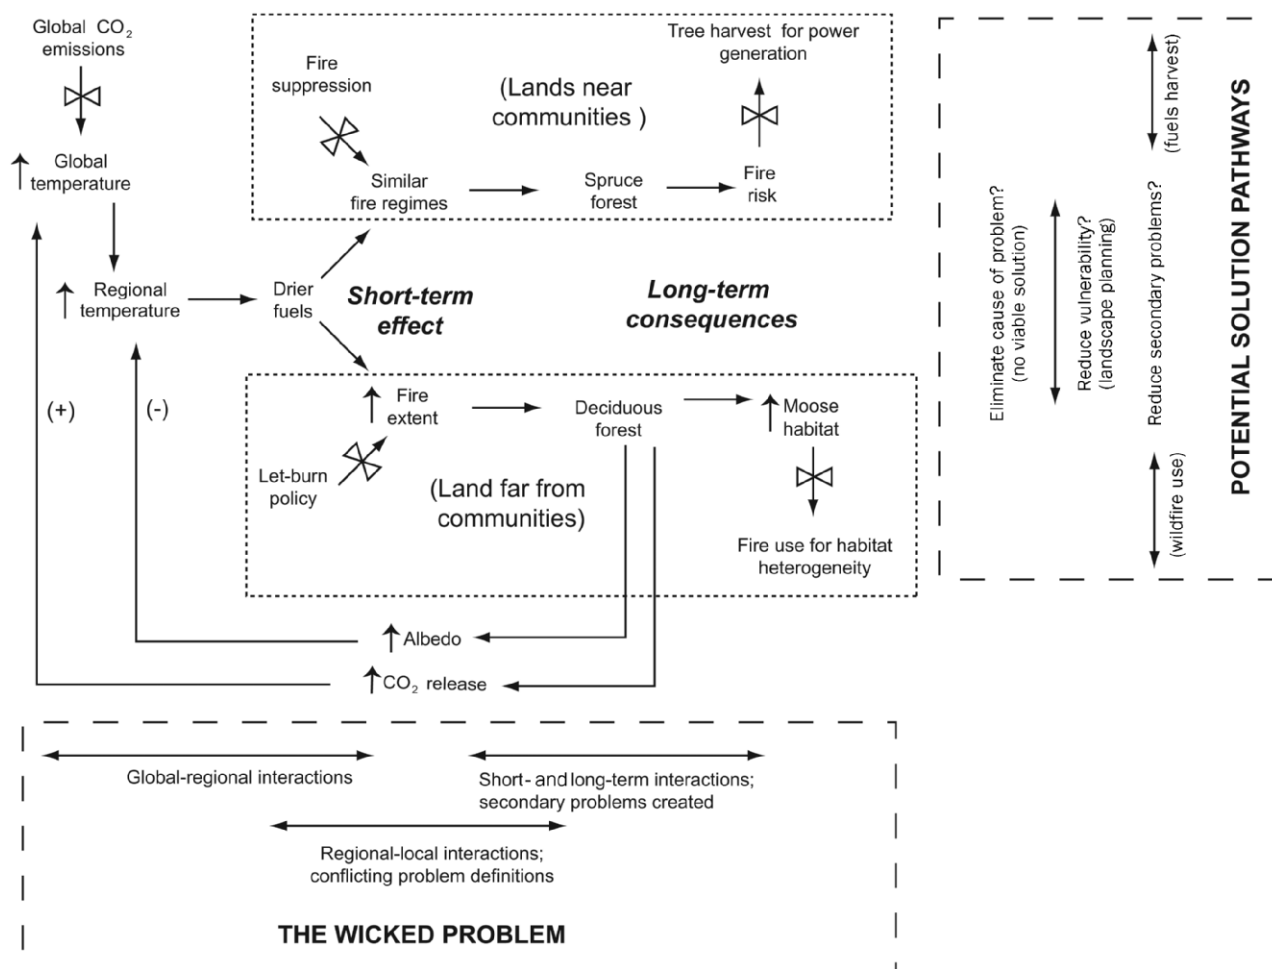 Global CO₂
emissions
Global
temperature
Regional
temperature
Drier
fuels
Fire
suppression
(Lands near
communities )
Tree harvest for power
generation
Similar
fire regimes
Spruce
forest
Fire
risk
Short-term
effect
Long-term
consequences
(+)
(-)
Fire
extent
Deciduous
forest
Moose
habitat
Let-burn
policy
(Land far from
communities)
Fire use for habitat
heterogeneity
Albedo
CO₂ release
Global-regional interactions
Short- and long-term interactions;
secondary problems created
Regional-local interactions;
conflicting problem definitions
THE WICKED PROBLEM
Eliminate cause of problem?
(no viable solution)
Reduce vulnerability?
(landscape planning)
Reduce secondary problems?
(fuels harvest)
(wildfire use)
POTENTIAL SOLUTION PATHWAYS